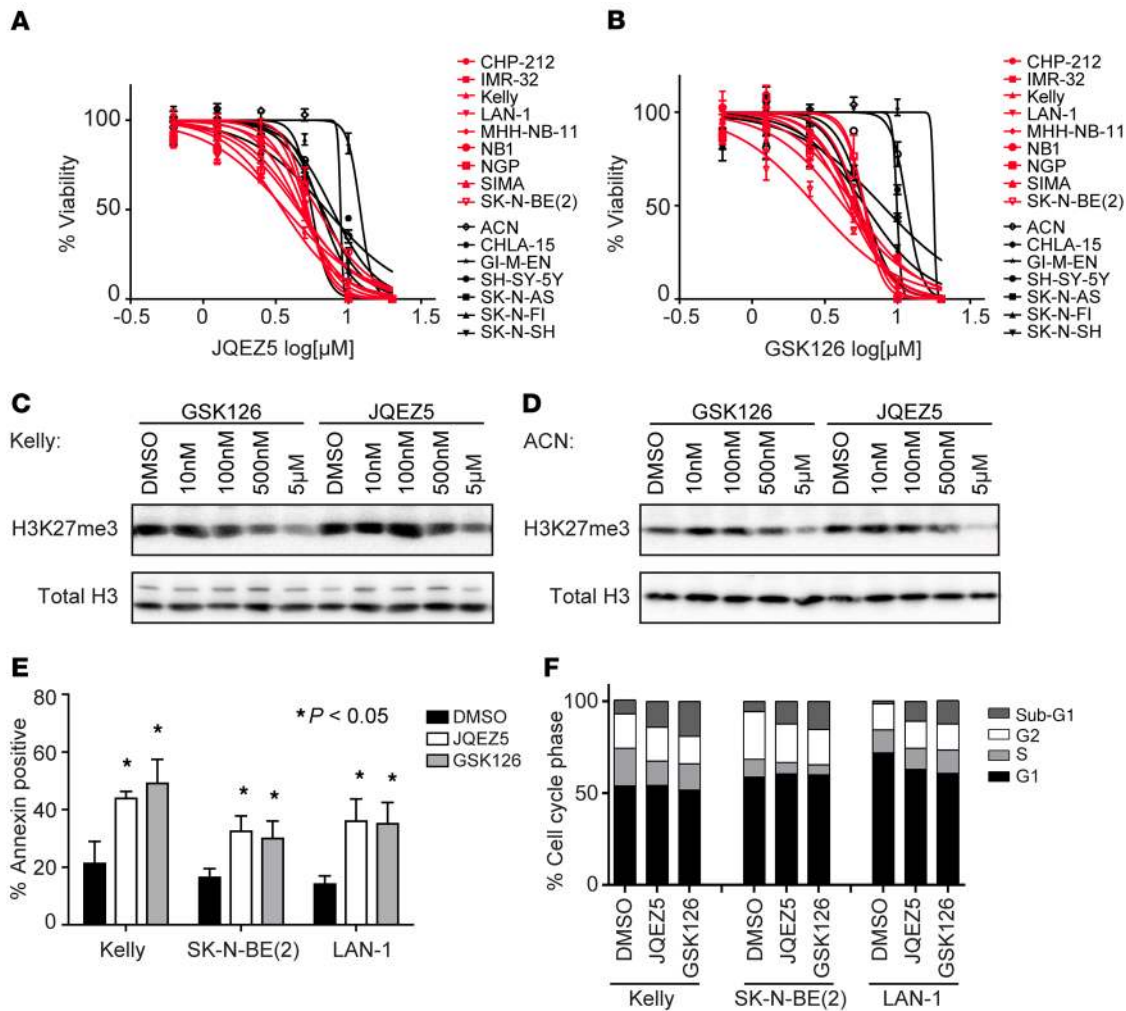 A
100
50
0
% Viability
-0.5
0
0.5
1
1.5
JQEZ5 log[µM]
CHP-212
IMR-32
Kelly
LAN-1
MHH-NB-11
NB1
NGP
SIMA
SK-N-BE(2)
ACN
CHLA-15
GI-M-EN
SH-SY-5Y
SK-N-AS
SK-N-FI
SK-N-SH
B
100
50
0
% Viability
-0.5
0
0.5
1
1.5
GSK126 log[µM]
CHP-212
IMR-32
Kelly
LAN-1
MHH-NB-11
NB1
NGP
SIMA
SK-N-BE(2)
ACN
CHLA-15
GI-M-EN
SH-SY-5Y
SK-N-AS
SK-N-FI
SK-N-SH
C
GSK126
JQEZ5
Kelly:
DMSO
10nM
100nM
500nM
5µM
DMSO
10nM
100nM
500nM
5µM
H3K27me3
Total H3
D
GSK126
JQEZ5
ACN:
DMSO
10nM
100nM
500nM
5µM
DMSO
10nM
100nM
500nM
5µM
H3K27me3
Total H3
E
80
60
40
20
0
% Annexin positive
* P < 0.05
* * * * * *
DMSO
JQEZ5
GSK126
Kelly
SK-N-BE(2)
LAN-1
F
100
50
0
% Cell cycle phase
Sub-G1
G2
S
G1
DMSO
JQEZ5
GSK126
DMSO
JQEZ5
GSK126
DMSO
JQEZ5
GSK126
Kelly
SK-N-BE(2)
LAN-1